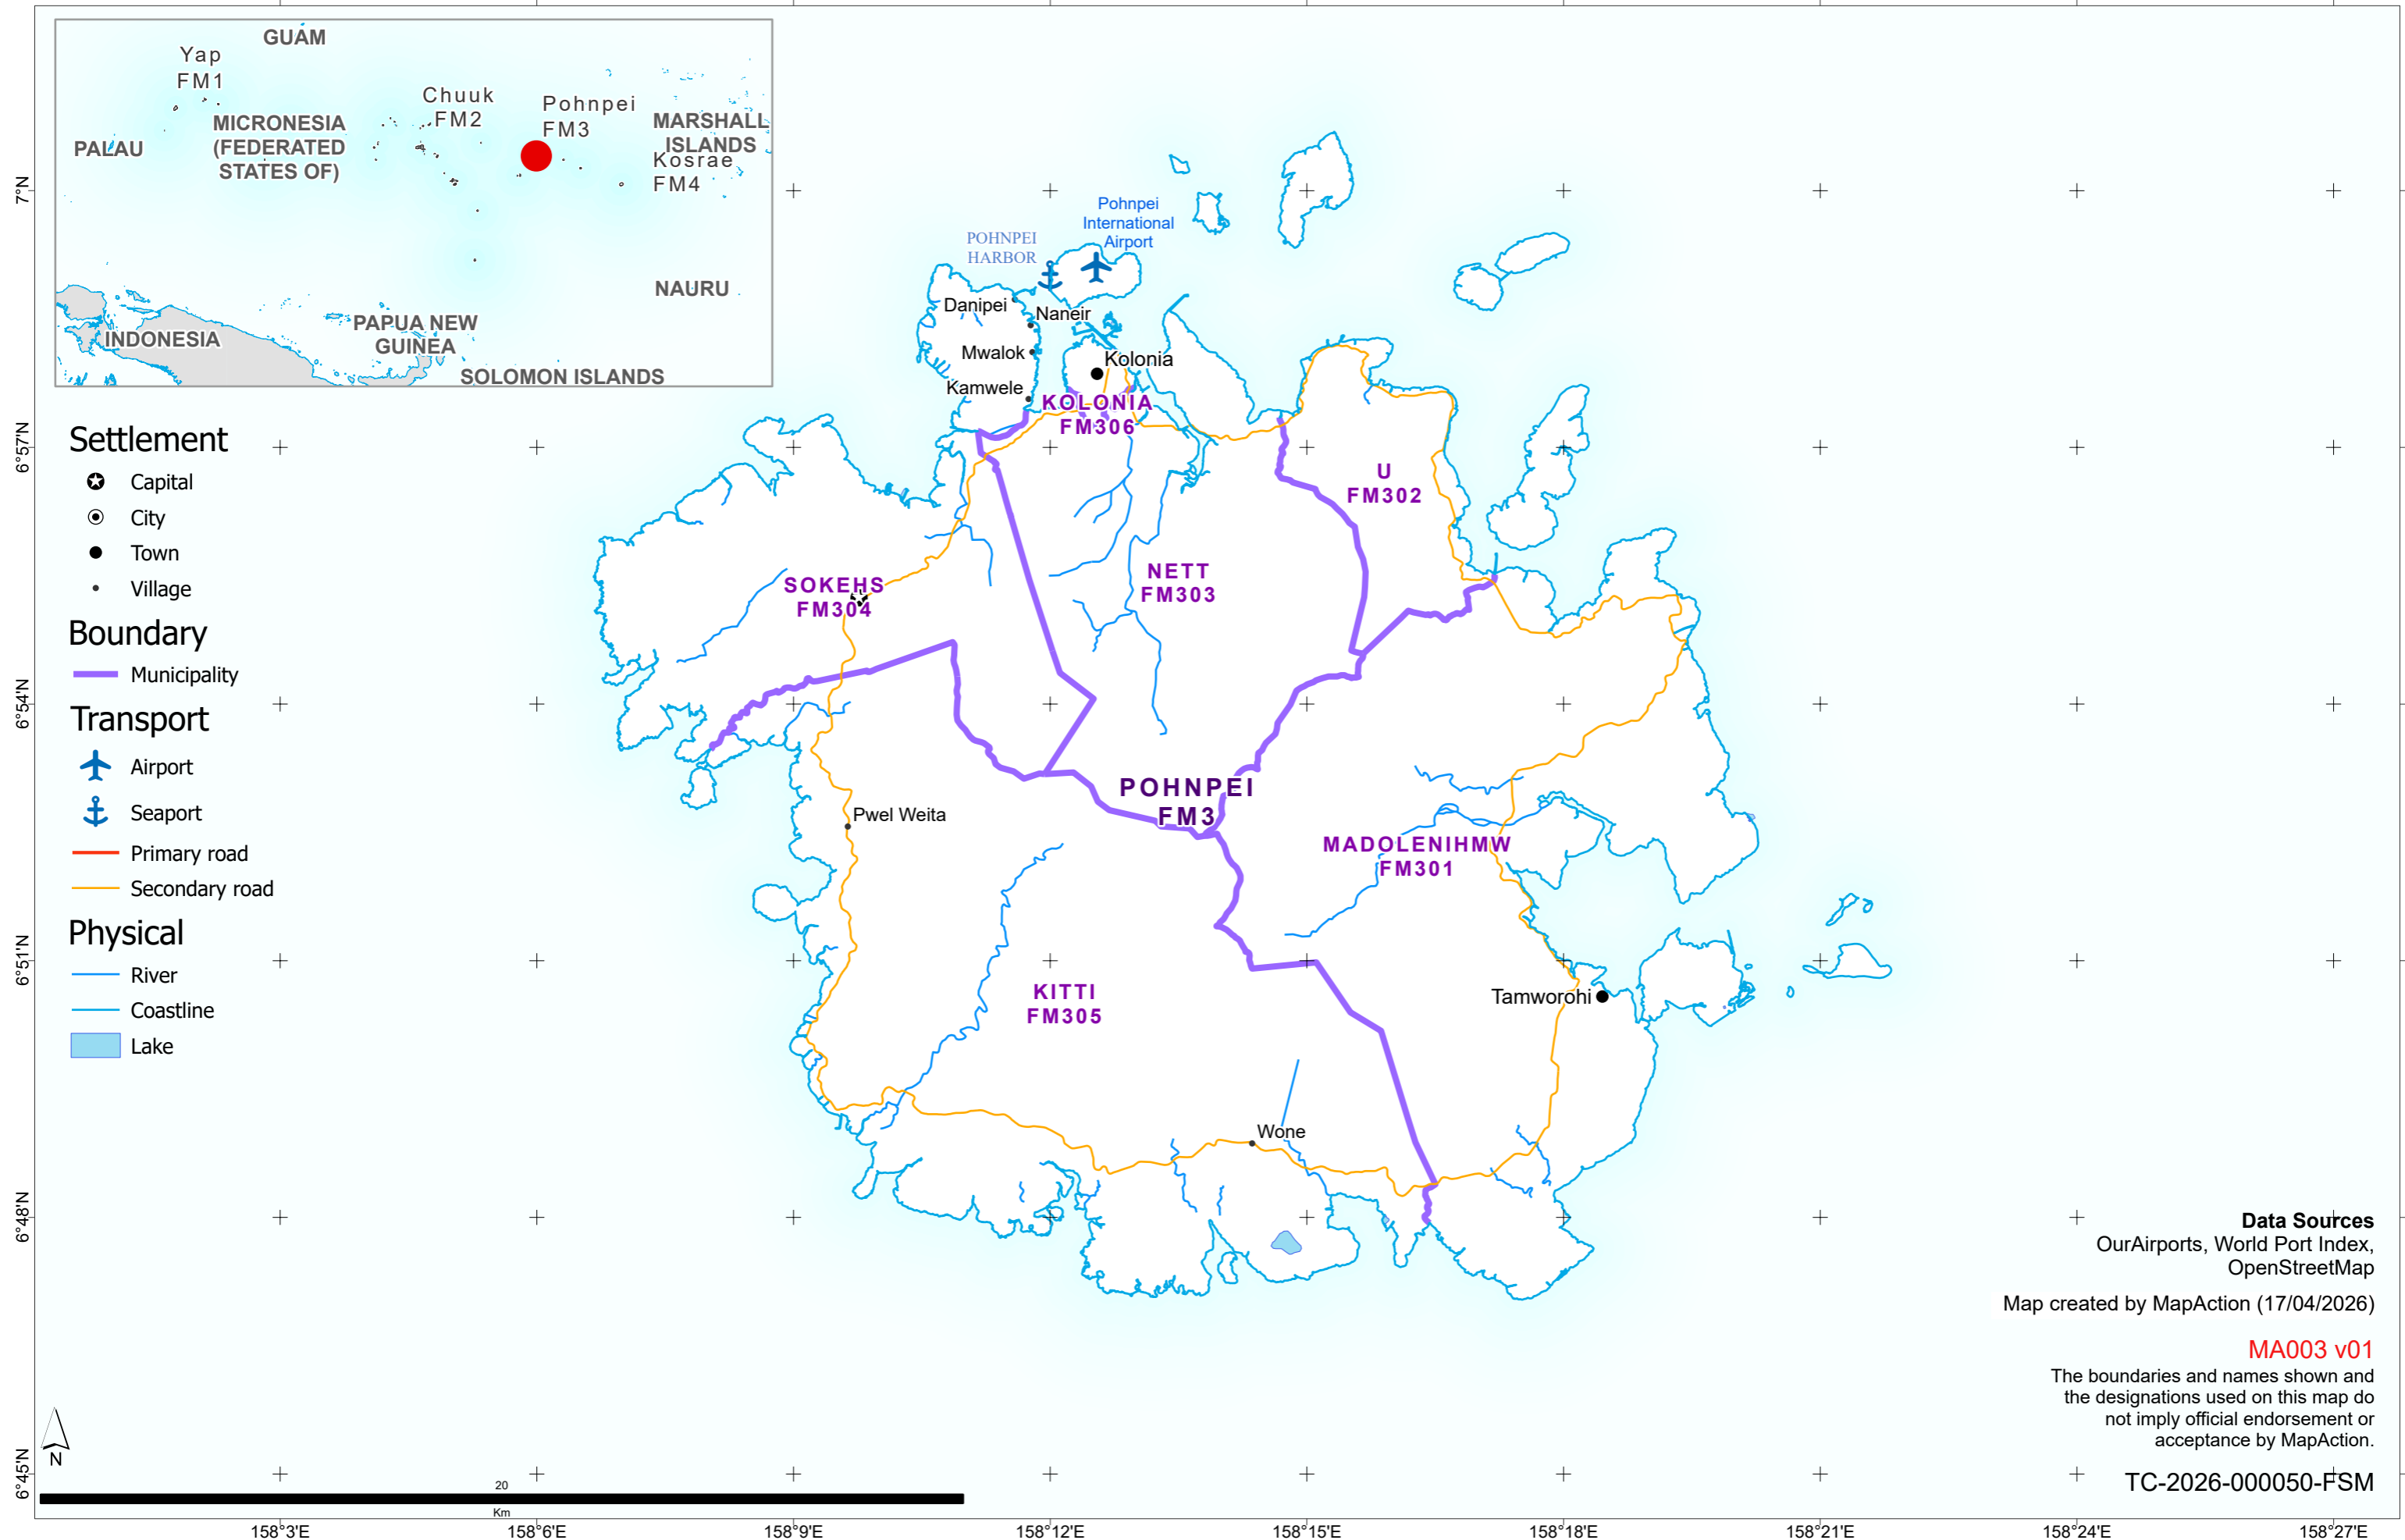 GUAM
Yap
FM1
Chuuk
FM2
Pohnpei
FM3
MICRONESIA
(FEDERATED
STATES OF)
MARSHALL
ISLANDS
PALAU
Kosrae
FM4
NAURU
INDONESIA
PAPUA NEW
GUINEA
SOLOMON ISLANDS
Settlement
Capital
City
Town
Village
Boundary
Municipality
Transport
Airport
Seaport
Primary road
Secondary road
Physical
River
Coastline
Lake
Pohnpei
International
Airport
POHNPEI
HARBOR
Danipei
Naneir
Mwalok
Kolonia
Kamwele
KOLONIA
FM306
U
FM302
NETT
FM303
SOKEHS
FM304
POHNPEI
FM3
Pwel Weita
MADOLENIHMW
FM301
KITTI
FM305
Tamworohi
Wone
7°N
6°57'N
6°54'N
6°51'N
6°48'N
6°45'N
N
20
Km
158°3'E
158°6'E
158°9'E
158°12'E
158°15'E
158°18'E
158°21'E
158°24'E
158°27'E
Data Sources
OurAirports, World Port Index,
OpenStreetMap
Map created by MapAction (17/04/2026)
MA003 v01
The boundaries and names shown and
the designations used on this map do
not imply official endorsement or
acceptance by MapAction.
TC-2026-000050-FSM